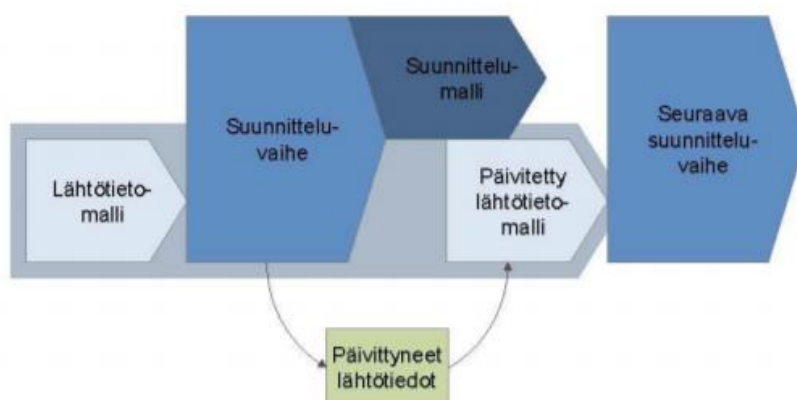 Lähtötieto-
malli
Suunnittelu-
vaihe
Suunnittelu-
malli
Päivitetty
lähtötieto-
malli
Seuraava
suunnittelu-
vaihe
Päivittyneet
lähtötiedot